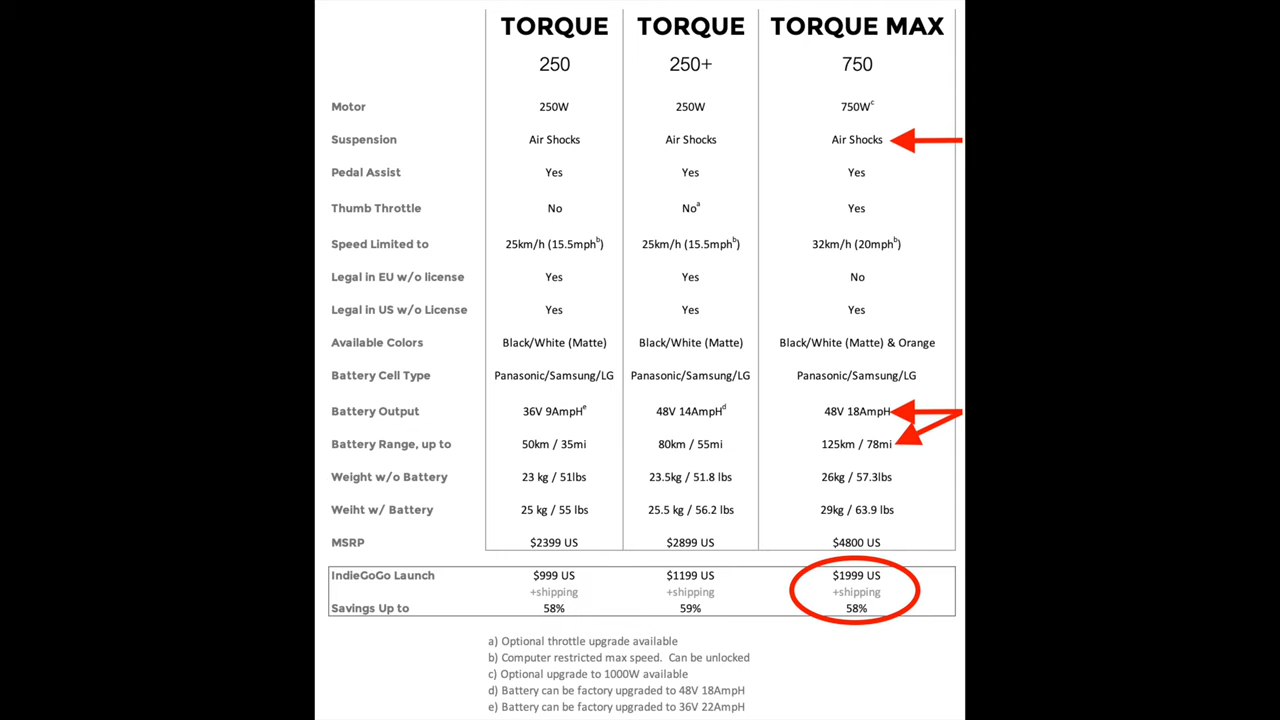 TORQUE TORQUE TORQUE MAX
250 250+ 750
Motor 250W 250W 750Wc
Suspension Air Shocks Air Shocks Air Shocks
Pedal Assist Yes Yes Yes
Thumb Throttle No Noa Yes
Speed Limited to 25km/h (15.5mphb) 25km/h (15.5mphb) 32km/h (20mphb)
Legal in EU w/o license Yes Yes No
Legal in US w/o License Yes Yes Yes
Available Colors Black/White (Matte) Black/White (Matte) Black/White (Matte) & Orange
Battery Cell Type Panasonic/Samsung/LG Panasonic/Samsung/LG Panasonic/Samsung/LG
Battery Output 36V 9AmpHe 48V 14AmpHd 48V 18AmpH
Battery Range, up to 50km / 35mi 80km / 55mi 125km / 78mi
Weight w/o Battery 23 kg / 51lbs 23.5kg / 51.8 lbs 26kg / 57.3lbs
Weiht w/ Battery 25 kg / 55 lbs 25.5 kg / 56.2 lbs 29kg / 63.9 lbs
MSRP $2399 US $2899 US $4800 US
IndieGoGo Launch $999 US $1199 US $1999 US
+shipping +shipping +shipping
Savings Up to 58% 59% 58%
a) Optional throttle upgrade available
b) Computer restricted max speed. Can be unlocked
c) Optional upgrade to 1000W available
d) Battery can be factory upgraded to 48V 18AmpH
e) Battery can be factory upgraded to 36V 22AmpH